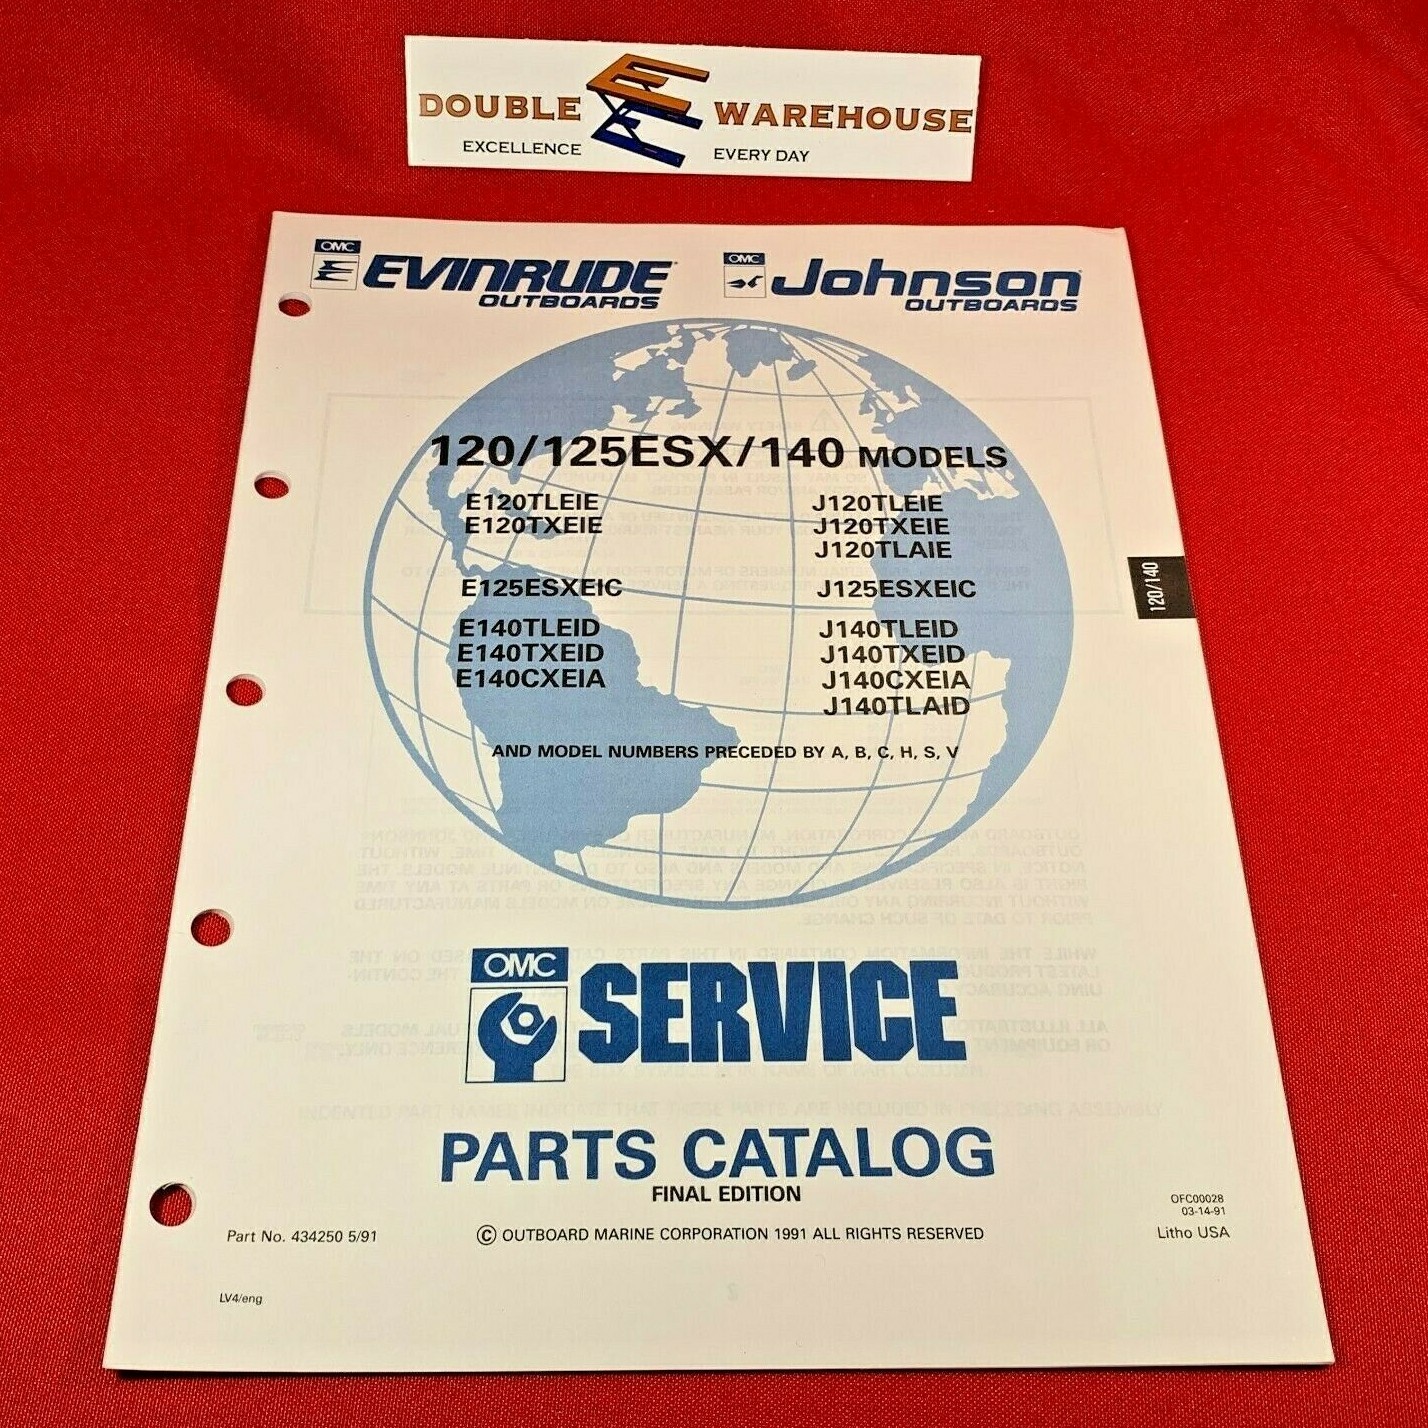 DOUBLE WAREHOUSE
EXCELLENCE EVERY DAY
OMC
EVINRUDE
OUTBOARDS
OMC
Johnson
OUTBOARDS
120/125ESX/140 MODELS
E120TLEIE J120TLEIE
E120TXEIE J120TXEIE
J120TLAIE
E125ESXEIC J125ESXEIC
E140TLEID J140TLEID
E140TXEID J140TXEID
E140CXEIA J140CXEIA
J140TLAID
AND MODEL NUMBERS PRECEDED BY A, B, C, H, S, V
120/140
OMC
SERVICE
PARTS CATALOG
FINAL EDITION
OFC00028
03-14-91
Part No. 434250 5/91
© OUTBOARD MARINE CORPORATION 1991 ALL RIGHTS RESERVED
Litho USA
LV4/eng